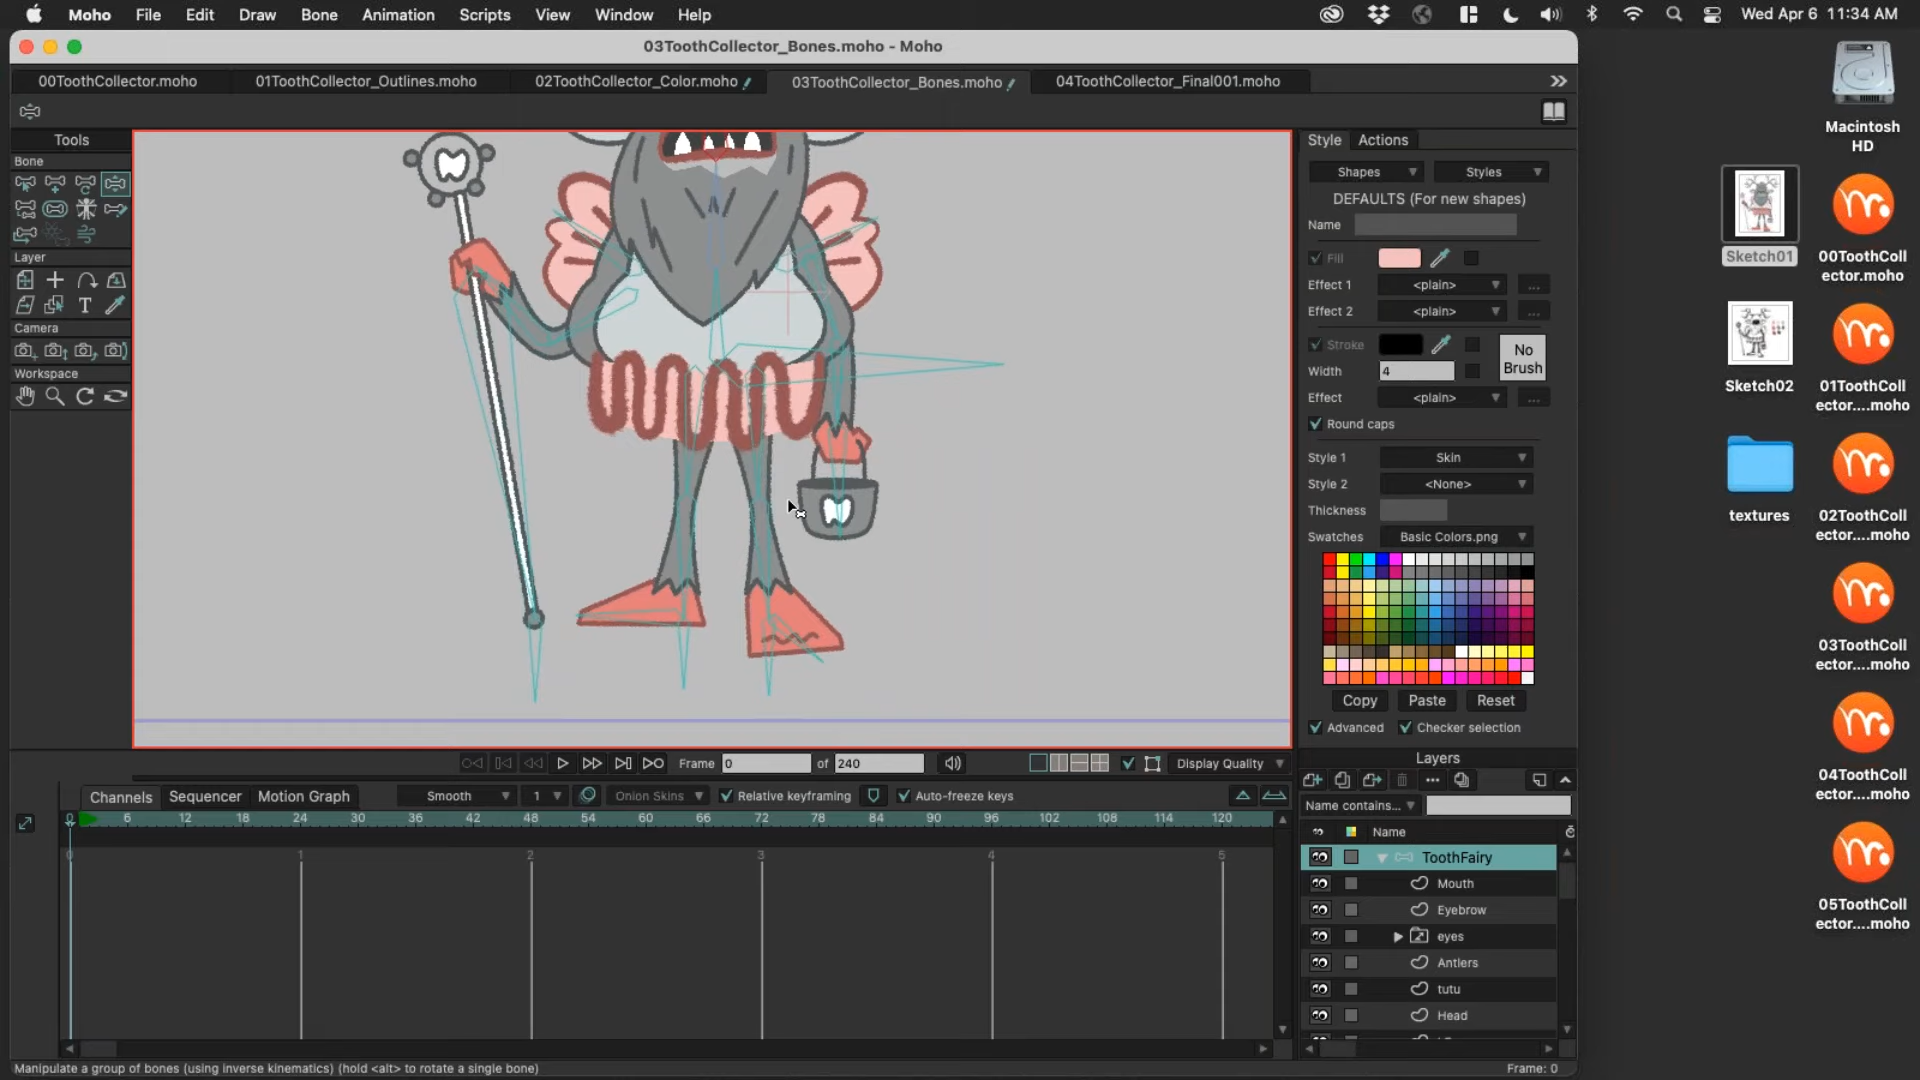 Moho File Edit Draw Bone Animation Scripts View Window Help Wed Apr 6 11:34 AM
03ToothCollector_Bones.moho - Moho
00ToothCollector.moho 01ToothCollector_Outlines.moho 02ToothCollector_Color.moho 03ToothCollector_Bones.moho 04ToothCollector_Final001.moho
Tools
Bone
Layer
T
Camera
Workspace
Style Actions
Shapes Styles
DEFAULTS (For new shapes)
Name
Fill
Effect 1 <plain> ...
Effect 2 <plain> ...
Stroke No Brush
Width 4
Effect <plain> ...
Round caps
Style 1 Skin
Style 2 <None>
Thickness
Swatches Basic Colors.png
Copy Paste Reset
Advanced Checker selection
Layers
Name contains...
Name
ToothFairy
Mouth
Eyebrow
eyes
Antlers
tutu
Head
Frame 0 of 240 Display Quality
Channels Sequencer Motion Graph Smooth 1 Onion Skins Relative keyframing Auto-freeze keys
0 6 12 18 24 30 36 42 48 54 60 66 72 78 84 90 96 102 108 114 120
0 1 2 3 4 5
Manipulate a group of bones (using inverse kinematics) (hold <alt> to rotate a single bone) Frame: 0
Macintosh
HD
Sketch01
00ToothColl
ector.moho
Sketch02
01ToothColl
ector....moho
textures
02ToothColl
ector....moho
03ToothColl
ector....moho
04ToothColl
ector....moho
05ToothColl
ector....moho